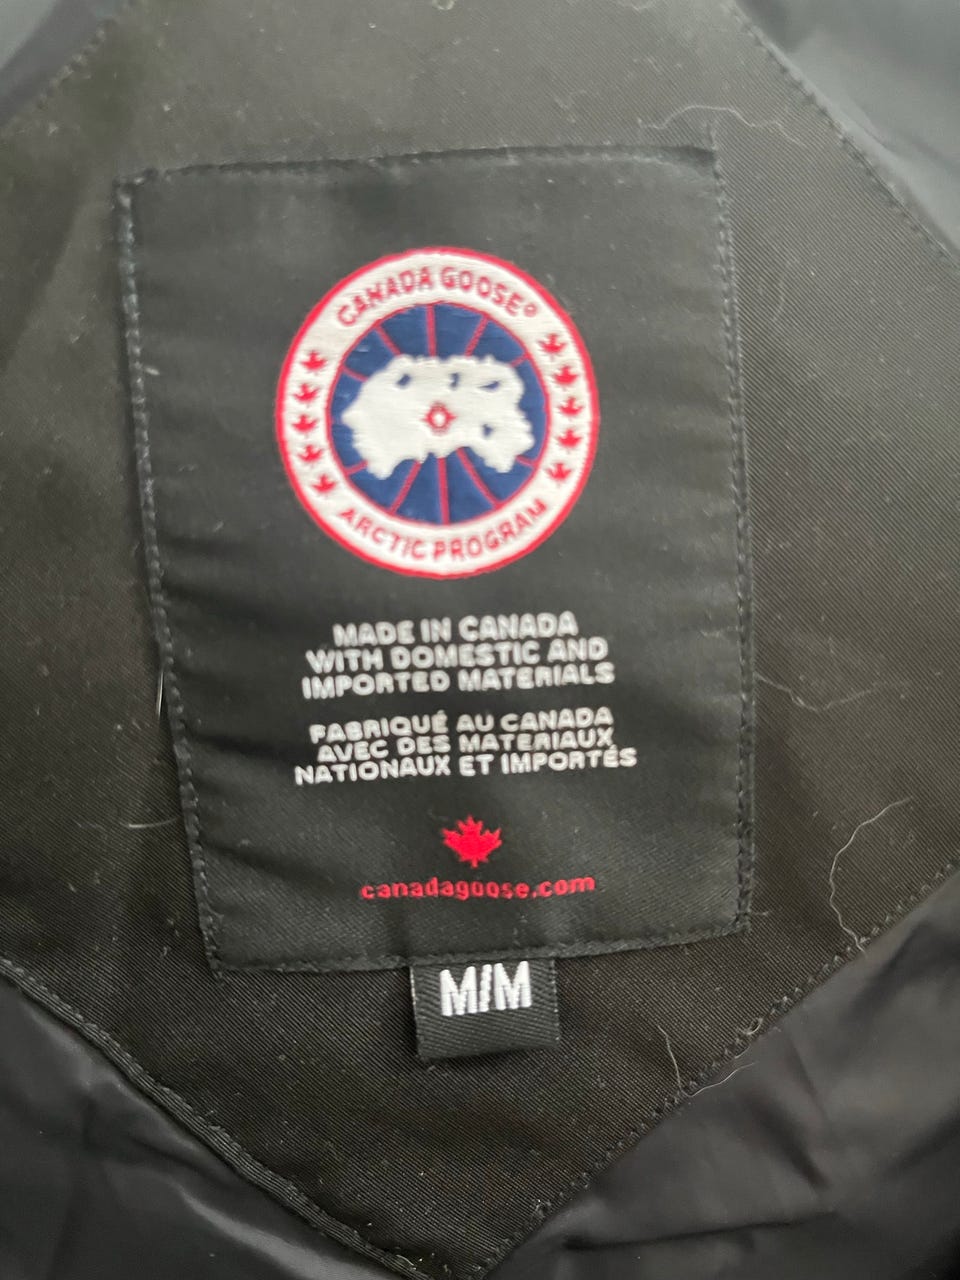 CANADA GOOSE®
ARCTIC PROGRAM
MADE IN CANADA
WITH DOMESTIC AND
IMPORTED MATERIALS
FABRIQUÉ AU CANADA
AVEC DES MATERIAUX
NATIONAUX ET IMPORTÉS
canadagoose.com
M/M